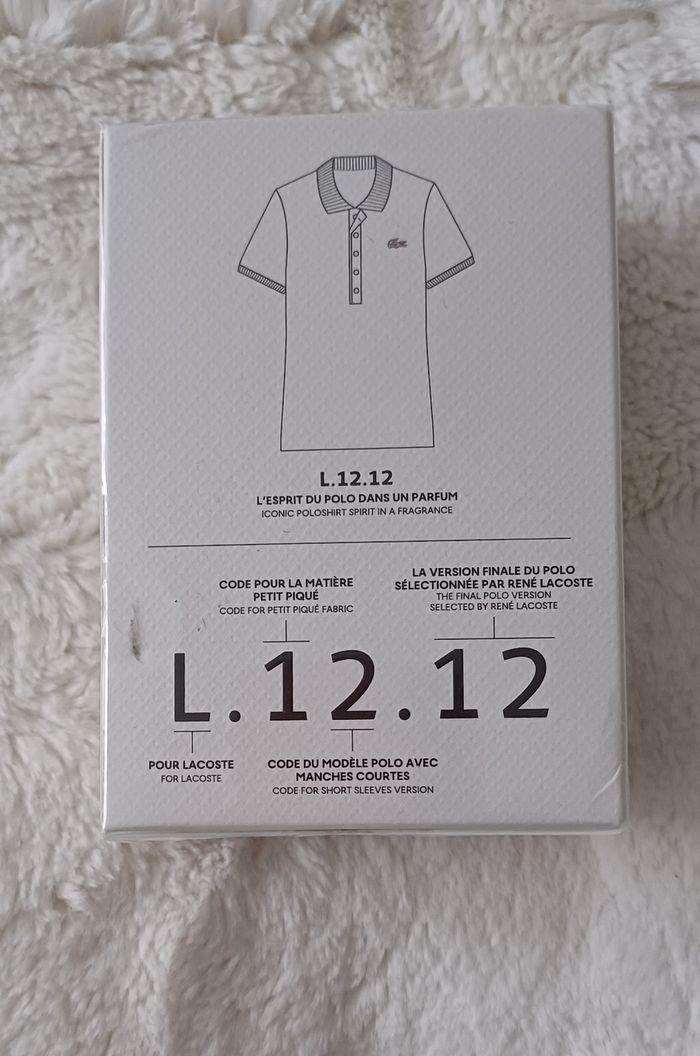 L.12.12
L'ESPRIT DU POLO DANS UN PARFUM
ICONIC POLOSHIRT SPIRIT IN A FRAGRANCE
CODE POUR LA MATIÈRE
PETIT PIQUÉ
CODE FOR PETIT PIQUÉ FABRIC
LA VERSION FINALE DU POLO
SÉLECTIONNÉE PAR RENÉ LACOSTE
THE FINAL POLO VERSION
SELECTED BY RENÉ LACOSTE
L.12.12
POUR LACOSTE
FOR LACOSTE
CODE DU MODÈLE POLO AVEC
MANCHES COURTES
CODE FOR SHORT SLEEVES VERSION